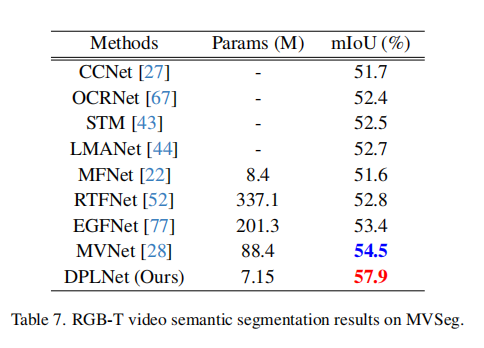 Methods Params (M) mIoU (%)
CCNet [27] - 51.7
OCRNet [67] - 52.4
STM [43] - 52.5
LMANet [44] - 52.7
MFNet [22] 8.4 51.6
RTFNet [52] 337.1 52.8
EGFNet [77] 201.3 53.4
MVNet [28] 88.4 54.5
DPLNet (Ours) 7.15 57.9
Table 7. RGB-T video semantic segmentation results on MVSeg.